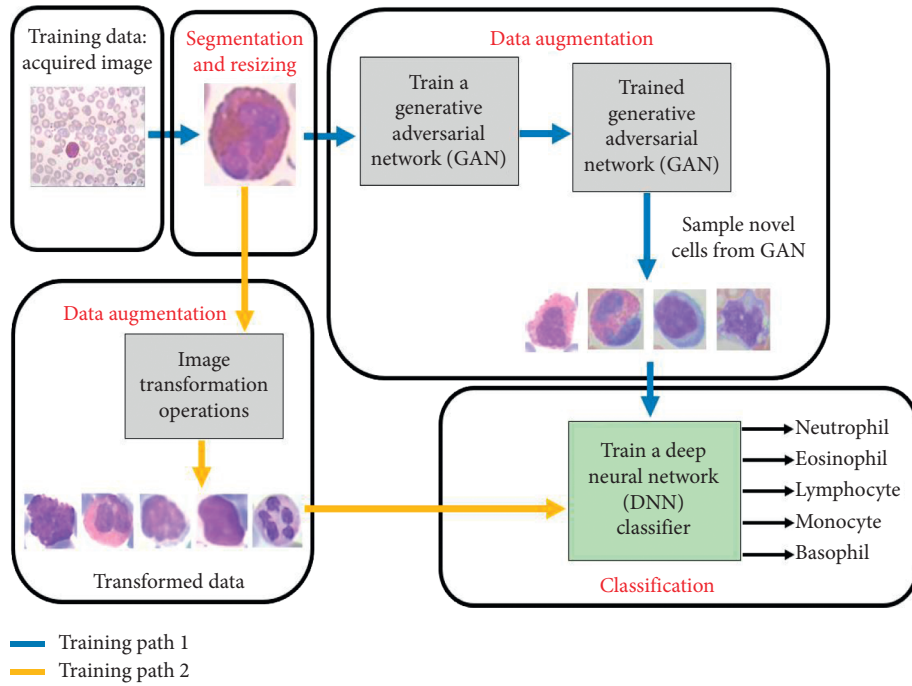 Training data:
acquired image
Segmentation
and resizing
Data augmentation
Train a
generative
adversarial
network (GAN)
Trained
generative
adversarial
network (GAN)
Sample novel
cells from GAN
Data augmentation
Image
transformation
operations
Transformed data
Train a deep
neural network
(DNN)
classifier
Neutrophil
Eosinophil
Lymphocyte
Monocyte
Basophil
Classification
Training path 1
Training path 2